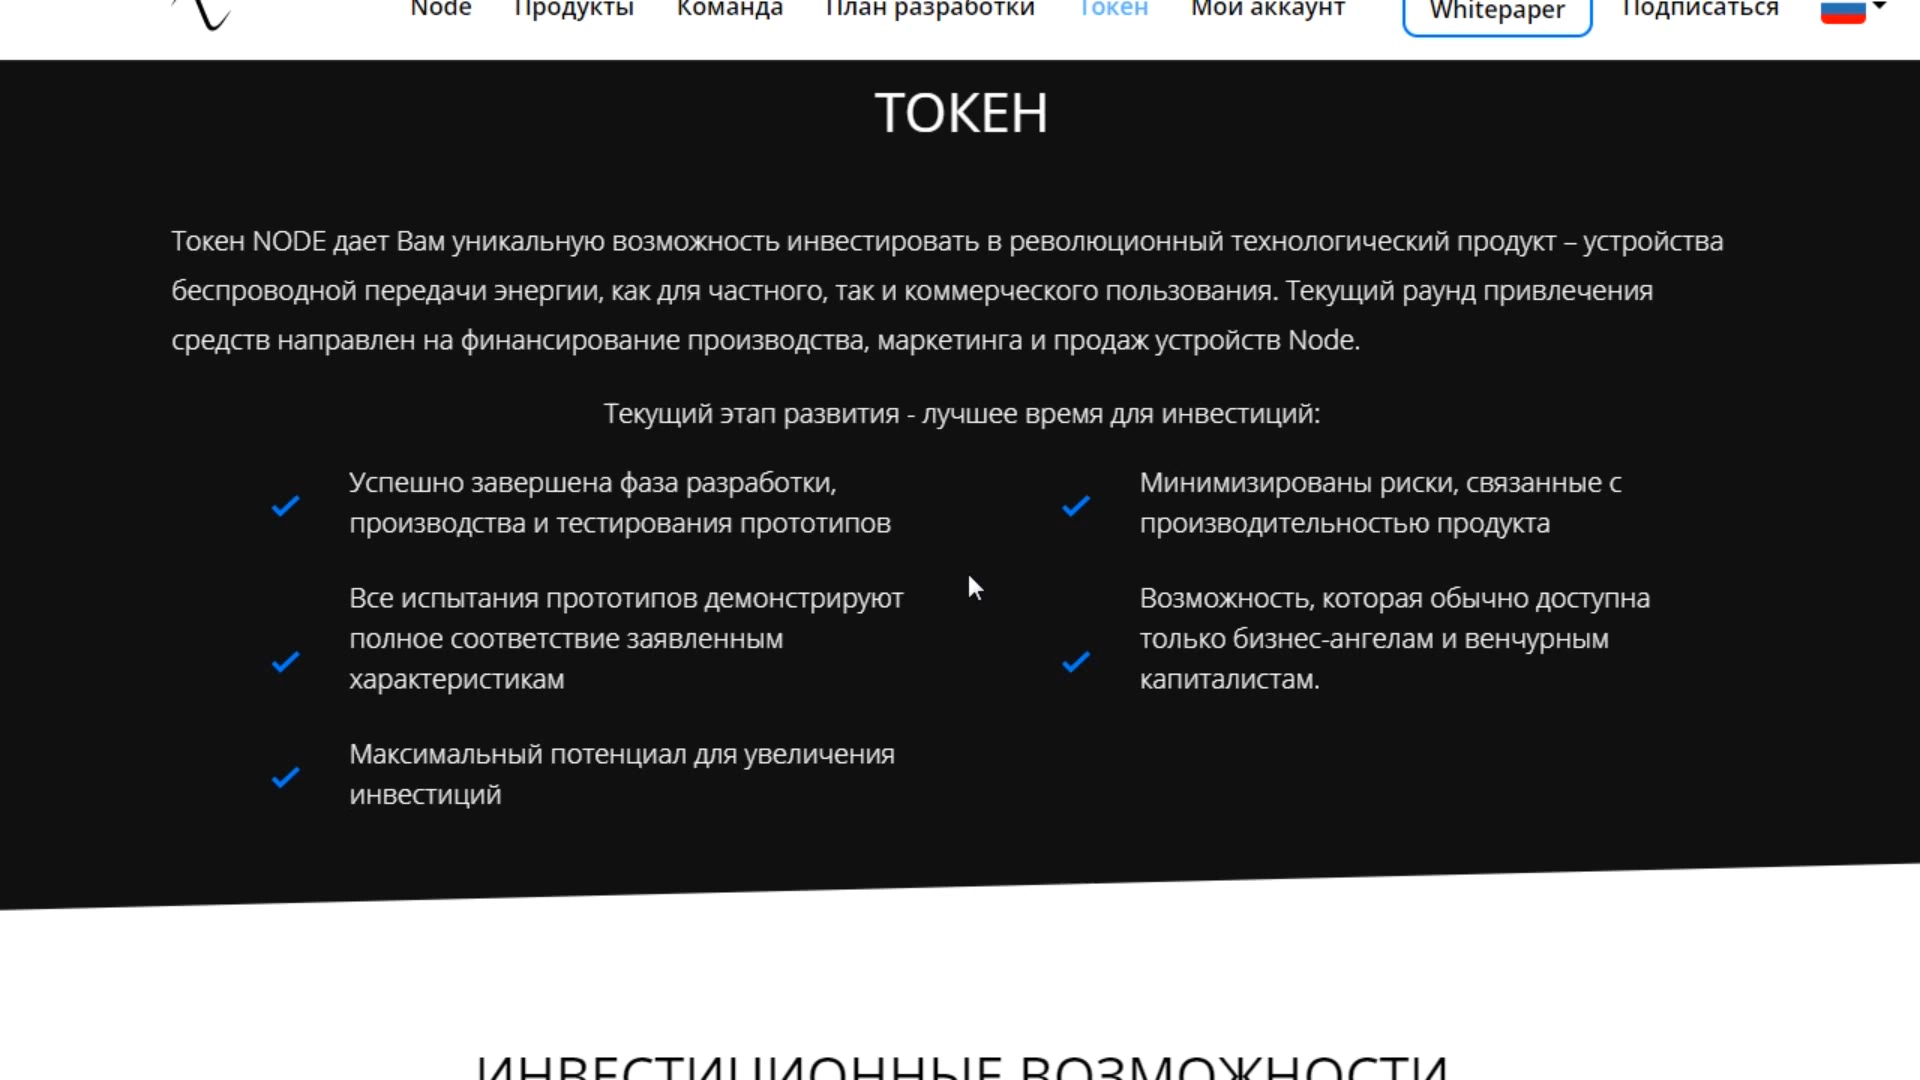 Node Продукты Команда План разработки Токен Мой аккаунт Whitepaper Подписаться
ТОКЕН
Токен NODE дает Вам уникальную возможность инвестировать в революционный технологический продукт – устройства
беспроводной передачи энергии, как для частного, так и коммерческого пользования. Текущий раунд привлечения
средств направлен на финансирование производства, маркетинга и продаж устройств Node.
Текущий этап развития - лучшее время для инвестиций:
Успешно завершена фаза разработки,
производства и тестирования прототипов
Минимизированы риски, связанные с
производительностью продукта
Все испытания прототипов демонстрируют
полное соответствие заявленным
характеристикам
Возможность, которая обычно доступна
только бизнес-ангелам и венчурным
капиталистам.
Максимальный потенциал для увеличения
инвестиций
ИНВЕСТИЦИОННЫЕ ВОЗМОЖНОСТИ